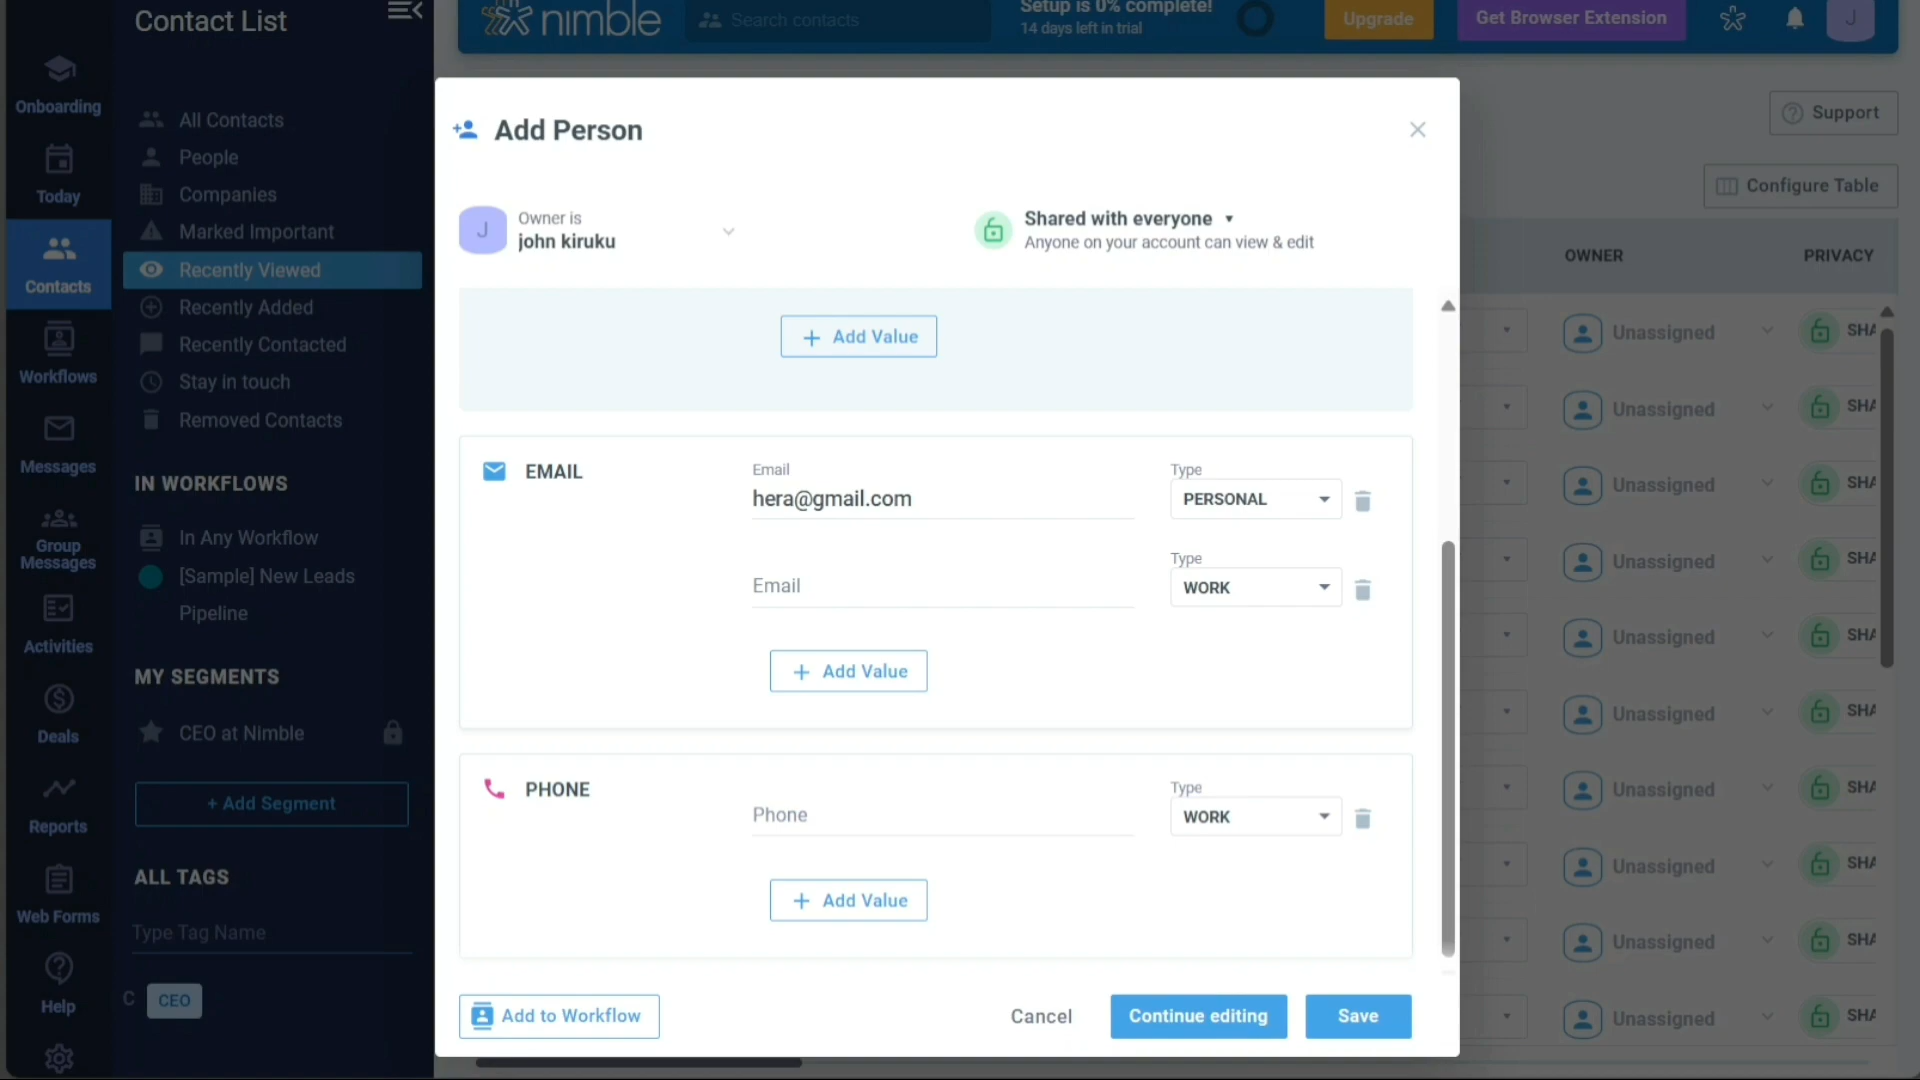 Contact List
nimble
Search contacts
Setup is 0% complete!
14 days left in trial
Upgrade
Get Browser Extension
J
Onboarding
Today
Contacts
Workflows
Messages
Group
Messages
Activities
Deals
Reports
Web Forms
Help
All Contacts
People
Companies
Marked Important
Recently Viewed
Recently Added
Recently Contacted
Stay in touch
Removed Contacts
IN WORKFLOWS
In Any Workflow
[Sample] New Leads
Pipeline
MY SEGMENTS
CEO at Nimble
+ Add Segment
ALL TAGS
Type Tag Name
C CEO
Add Person
J
Owner is
john kiruku
Shared with everyone
Anyone on your account can view & edit
+ Add Value
EMAIL
Email
hera@gmail.com
Type
PERSONAL
Email
Type
WORK
+ Add Value
PHONE
Phone
Type
WORK
+ Add Value
Add to Workflow
Cancel
Continue editing
Save
Support
Configure Table
OWNER PRIVACY
Unassigned SHA
Unassigned SHA
Unassigned SHA
Unassigned SHA
Unassigned SHA
Unassigned SHA
Unassigned SHA
Unassigned SHA
Unassigned SHA
Unassigned SHA